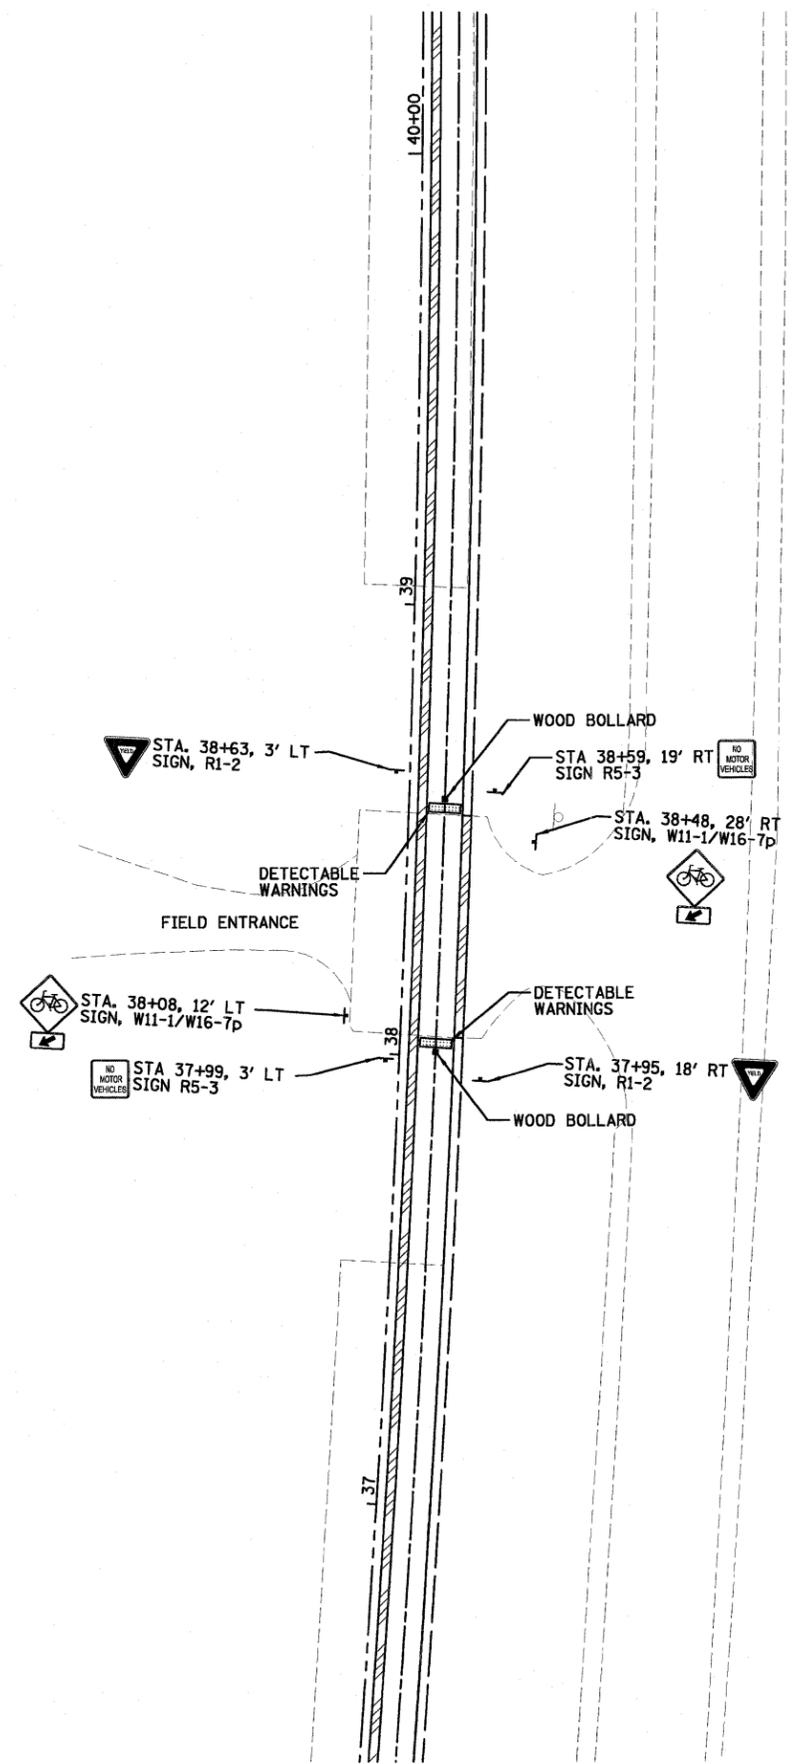 40+00
39
WOOD BOLLARD
YIELD
STA. 38+63, 3' LT
SIGN, R1-2
STA 38+59, 19' RT
SIGN R5-3
NO
MOTOR
VEHICLES
STA. 38+48, 28' RT
SIGN, W11-1/W16-7p
DETECTABLE
WARNINGS
FIELD ENTRANCE
STA. 38+08, 12' LT
SIGN, W11-1/W16-7p
DETECTABLE
WARNINGS
38
NO
MOTOR
VEHICLES
STA 37+99, 3' LT
SIGN R5-3
STA. 37+95, 18' RT
SIGN, R1-2
YIELD
WOOD BOLLARD
37